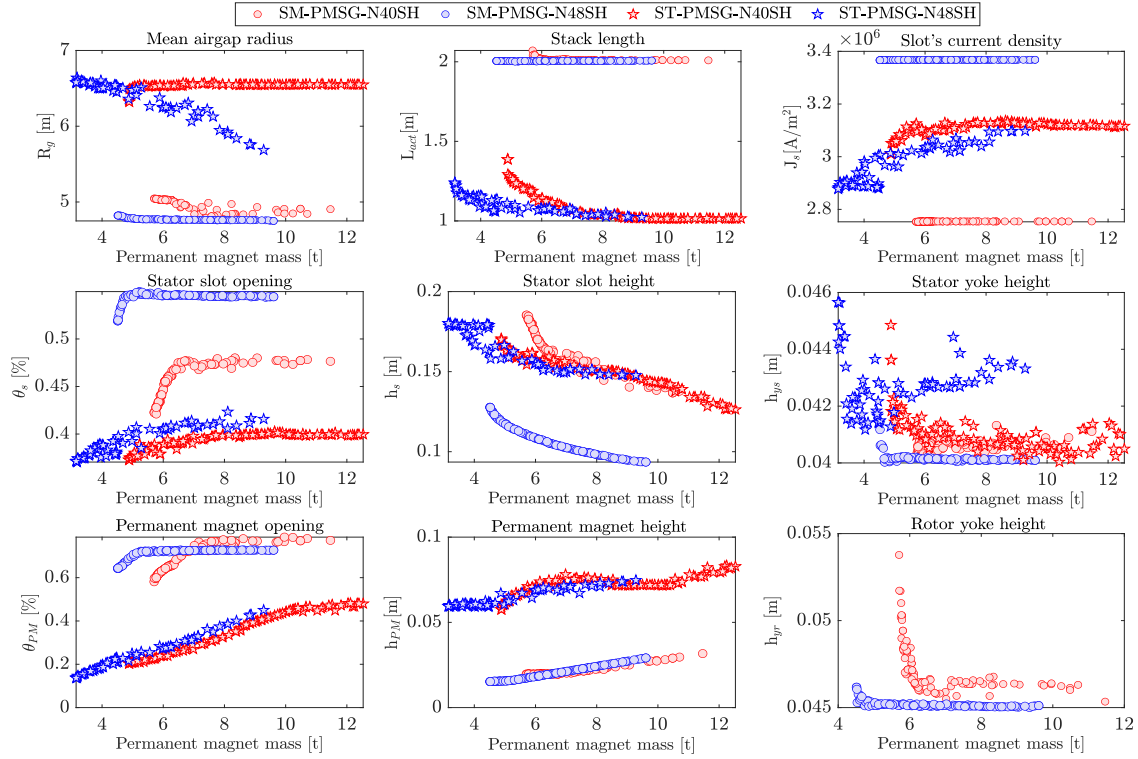 SM-PMSG-N40SH SM-PMSG-N48SH ST-PMSG-N40SH ST-PMSG-N48SH
Mean airgap radius
7
6
5
R_g [m]
4 6 8 10 12
Permanent magnet mass [t]
Stack length
2
1.5
1
L_act[m]
4 6 8 10 12
Permanent magnet mass [t]
Slot's current density
×10^6
3.4
3.2
3
2.8
J_s[A/m^2]
4 6 8 10 12
Permanent magnet mass [t]
Stator slot opening
0.5
0.45
0.4
θ_s [%]
4 6 8 10 12
Permanent magnet mass [t]
Stator slot height
0.2
0.15
0.1
h_s [m]
4 6 8 10 12
Permanent magnet mass [t]
Stator yoke height
0.046
0.044
0.042
0.04
h_ys [m]
4 6 8 10 12
Permanent magnet mass [t]
Permanent magnet opening
0.6
0.4
0.2
0
θ_PM [%]
4 6 8 10 12
Permanent magnet mass [t]
Permanent magnet height
0.1
0.05
0
h_PM[m]
4 6 8 10 12
Permanent magnet mass [t]
Rotor yoke height
0.055
0.05
0.045
h_yr [m]
4 6 8 10 12
Permanent magnet mass [t]